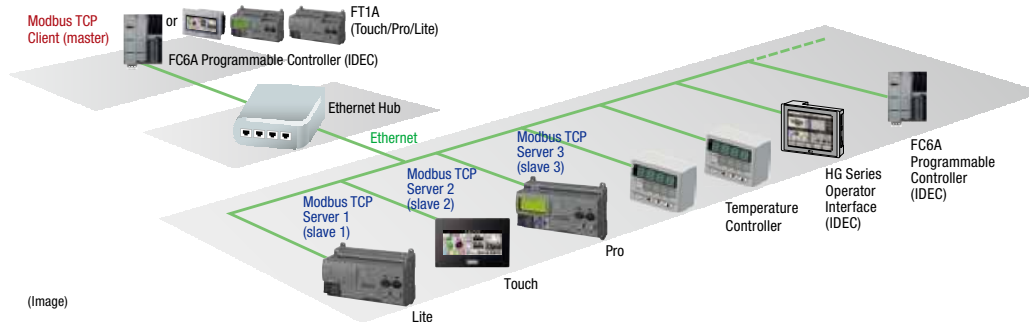 Modbus TCP
Client (master)
or
FT1A
(Touch/Pro/Lite)
FC6A Programmable Controller (IDEC)
Ethernet Hub
Ethernet
Modbus TCP
Server 3
(slave 3)
Modbus TCP
Server 2
(slave 2)
Modbus TCP
Server 1
(slave 1)
FC6A
Programmable
Controller
(IDEC)
HG Series
Operator
Interface
(IDEC)
Temperature
Controller
Pro
Touch
Lite
(Image)